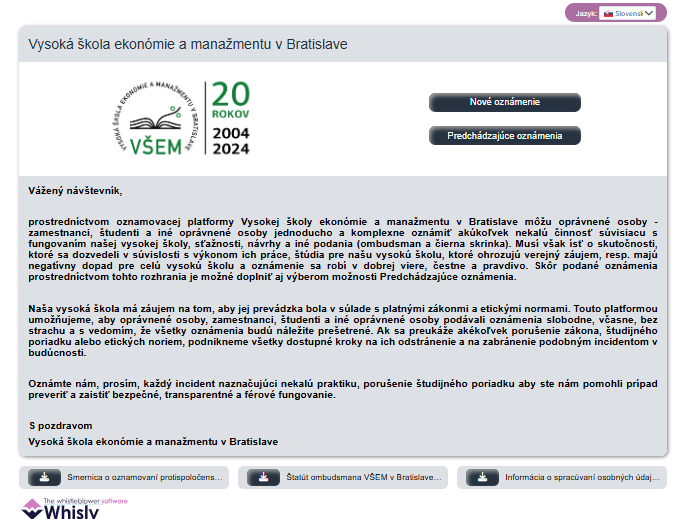 Jazyk: Slovensk
Vysoká škola ekonómie a manažmentu v Bratislave
VYSOKÁ ŠKOLA EKONÓMIE A MANAŽMENTU V BRATISLAVE
VŠEM
20
ROKOV
2004
2024
Nové oznámenie
Predchádzajúce oznámenia
Vážený návštevník,
prostredníctvom oznamovacej platformy Vysokej školy ekonómie a manažmentu v Bratislave môžu oprávnené osoby -
zamestnanci, študenti a iné oprávnené osoby jednoducho a komplexne oznámiť akúkoľvek nekalú činnosť súvisiacu s
fungovaním našej vysokej školy, sťažnosti, návrhy a iné podania (ombudsman a čierna skrinka). Musí však ísť o skutočnosti,
ktoré sa dozvedeli v súvislosti s výkonom ich práce, štúdia pre našu vysokú školu, ktoré ohrozujú verejný záujem, resp. majú
negatívny dopad pre celú vysokú školu a oznámenie sa robí v dobrej viere, čestne a pravdivo. Skôr podané oznámenia
prostredníctvom tohto rozhrania je možné doplniť aj výberom možnosti Predchádzajúce oznámenia.
Naša vysoká škola má záujem na tom, aby jej prevádzka bola v súlade s platnými zákonmi a etickými normami. Touto platformou
umožňujeme, aby oprávnené osoby, zamestnanci, študenti a iné oprávnené osoby podávali oznámenia slobodne, včasne, bez
strachu a s vedomím, že všetky oznámenia budú náležite prešetrené. Ak sa preukáže akékoľvek porušenie zákona, študijného
poriadku alebo etických noriem, podnikneme všetky dostupné kroky na ich odstránenie a na zabránenie podobným incidentom v
budúcnosti.
Oznámte nám, prosím, každý incident naznačujúci nekalú praktiku, porušenie študijného poriadku aby ste nám pomohli prípad
preveriť a zaistiť bezpečné, transparentné a férové fungovanie.
S pozdravom
Vysoká škola ekonómie a manažmentu v Bratislave
Smernica o oznamovaní protispoločens...
Štatút ombudsmana VŠEM v Bratislave...
Informácia o spracúvaní osobných údaj...
The whistleblower software
Whisly